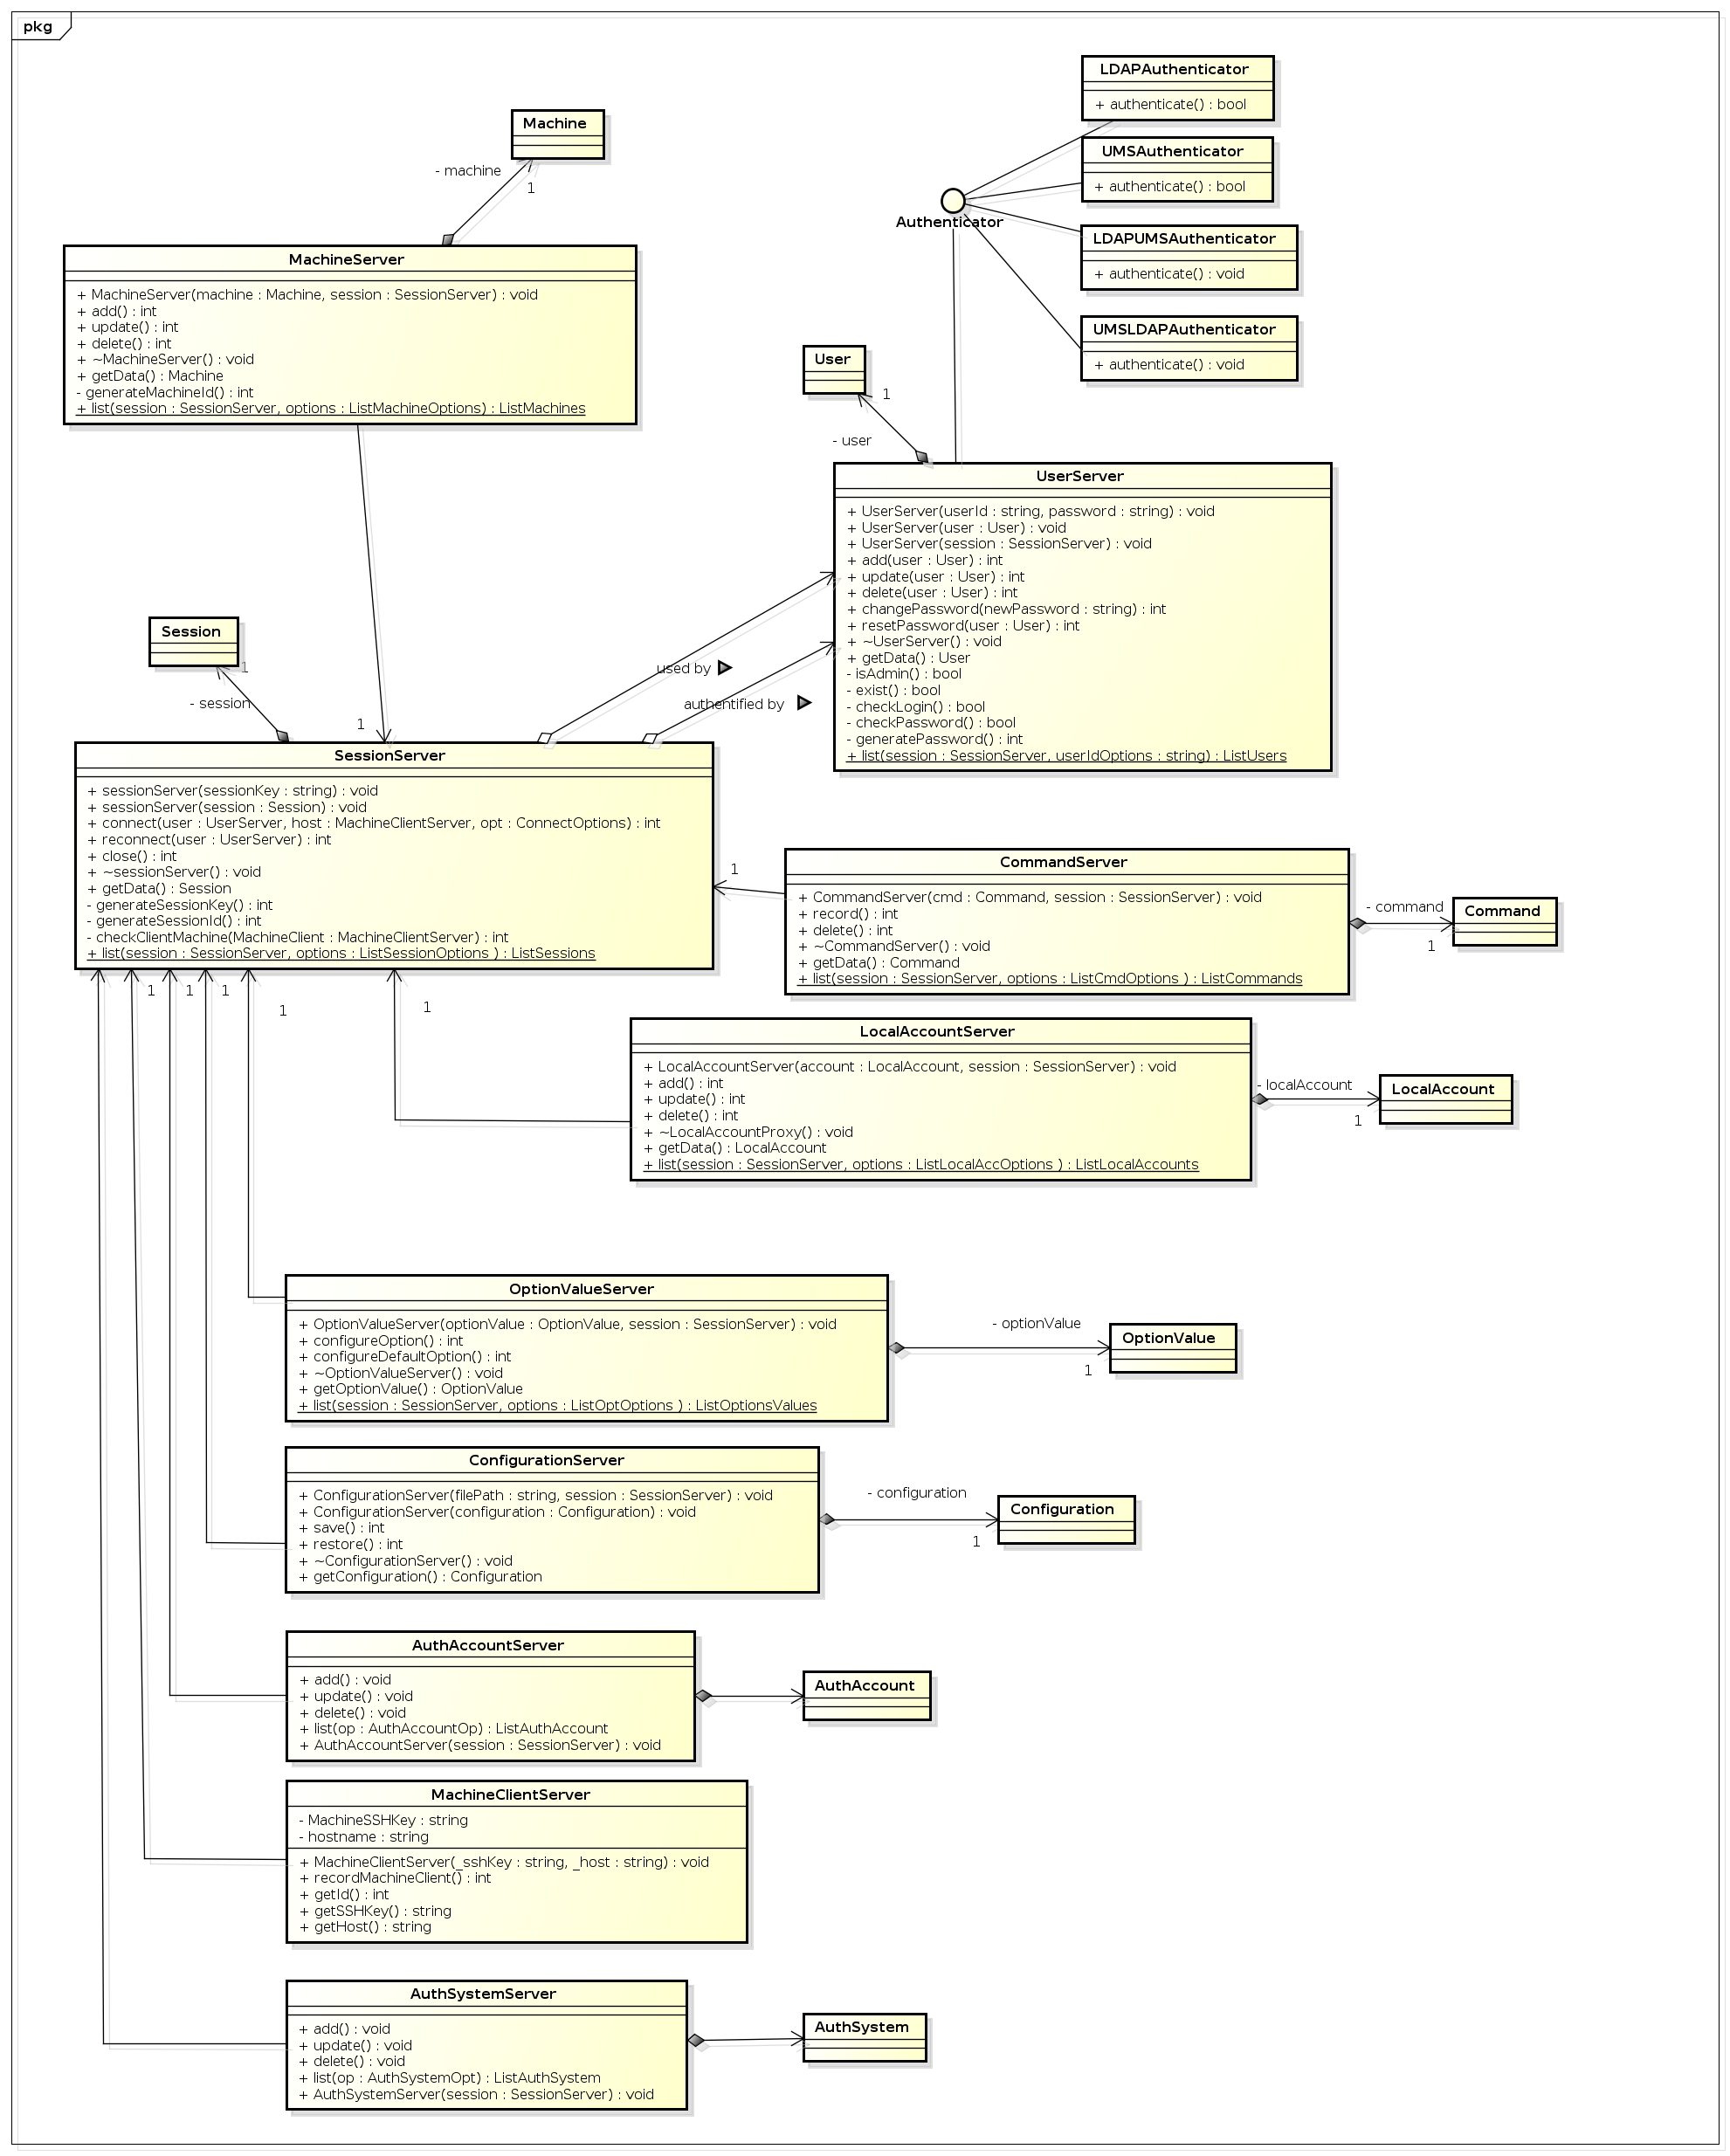 pkg
LDAPAuthenticator
+ authenticate() : bool
Machine
- machine
1
UMSAuthenticator
+ authenticate() : bool
Authenticator
LDAPUMSAuthenticator
+ authenticate() : void
UMSLDAPAuthenticator
+ authenticate() : void
MachineServer
+ MachineServer(machine : Machine, session : SessionServer) : void
+ add() : int
+ update() : int
+ delete() : int
+ ~MachineServer() : void
+ getData() : Machine
- generateMachineId() : int
+ list(session : SessionServer, options : ListMachineOptions) : ListMachines
User
1
- user
UserServer
+ UserServer(userId : string, password : string) : void
+ UserServer(user : User) : void
+ UserServer(session : SessionServer) : void
+ add(user : User) : int
+ update(user : User) : int
+ delete(user : User) : int
+ changePassword(newPassword : string) : int
+ resetPassword(user : User) : int
+ ~UserServer() : void
+ getData() : User
- isAdmin() : bool
- exist() : bool
- checkLogin() : bool
- checkPassword() : bool
- generatePassword() : int
+ list(session : SessionServer, userIdOptions : string) : ListUsers
used by
authentified by
Session
1
- session
1
SessionServer
+ sessionServer(sessionKey : string) : void
+ sessionServer(session : Session) : void
+ connect(user : UserServer, host : MachineClientServer, opt : ConnectOptions) : int
+ reconnect(user : UserServer) : int
+ close() : int
+ ~sessionServer() : void
+ getData() : Session
- generateSessionKey() : int
- generateSessionId() : int
- checkClientMachine(MachineClient : MachineClientServer) : int
+ list(session : SessionServer, options : ListSessionOptions ) : ListSessions
1
CommandServer
+ CommandServer(cmd : Command, session : SessionServer) : void
+ record() : int
+ delete() : int
+ ~CommandServer() : void
+ getData() : Command
+ list(session : SessionServer, options : ListCmdOptions ) : ListCommands
- command
1
Command
1
1
1
1
1
LocalAccountServer
+ LocalAccountServer(account : LocalAccount, session : SessionServer) : void
+ add() : int
+ update() : int
+ delete() : int
+ ~LocalAccountProxy() : void
+ getData() : LocalAccount
+ list(session : SessionServer, options : ListLocalAccOptions ) : ListLocalAccounts
- localAccount
1
LocalAccount
OptionValueServer
+ OptionValueServer(optionValue : OptionValue, session : SessionServer) : void
+ configureOption() : int
+ configureDefaultOption() : int
+ ~OptionValueServer() : void
+ getOptionValue() : OptionValue
+ list(session : SessionServer, options : ListOptOptions ) : ListOptionsValues
- optionValue
1
OptionValue
ConfigurationServer
+ ConfigurationServer(filePath : string, session : SessionServer) : void
+ ConfigurationServer(configuration : Configuration) : void
+ save() : int
+ restore() : int
+ ~ConfigurationServer() : void
+ getConfiguration() : Configuration
- configuration
1
Configuration
AuthAccountServer
+ add() : void
+ update() : void
+ delete() : void
+ list(op : AuthAccountOp) : ListAuthAccount
+ AuthAccountServer(session : SessionServer) : void
AuthAccount
MachineClientServer
- MachineSSHKey : string
- hostname : string
+ MachineClientServer(_sshKey : string, _host : string) : void
+ recordMachineClient() : int
+ getId() : int
+ getSSHKey() : string
+ getHost() : string
AuthSystemServer
+ add() : void
+ update() : void
+ delete() : void
+ list(op : AuthSystemOpt) : ListAuthSystem
+ AuthSystemServer(session : SessionServer) : void
AuthSystem